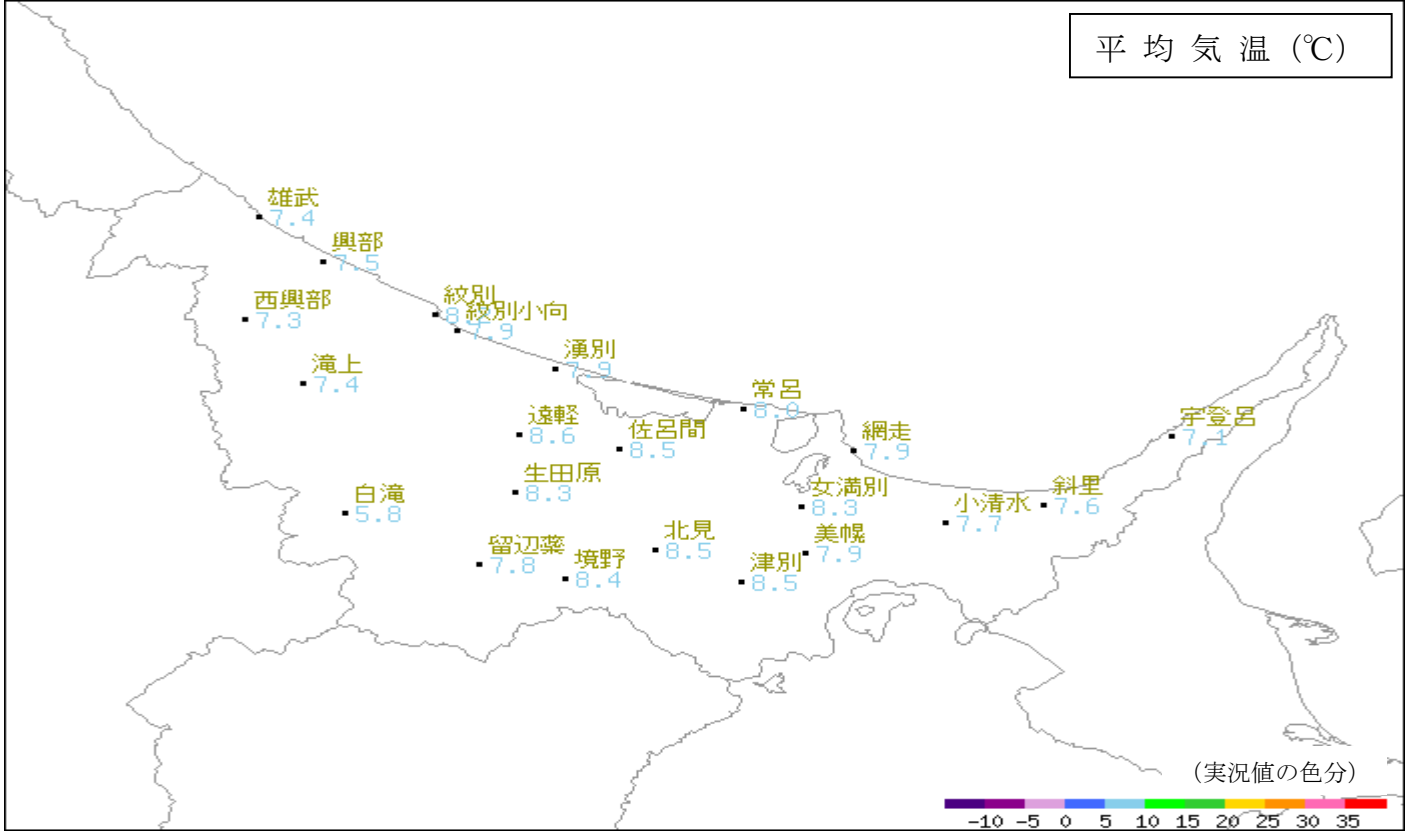 平均気温（℃）
雄武
7.4
興部
7.5
西興部
7.3
紋別
紋別小向
7.9
湧別
7.9
滝上
7.4
常呂
遠軽
8.6
佐呂間
8.5
網走
7.9
宇登呂
7.1
生田原
8.3
白滝
5.8
女満別
8.3
小清水
7.7
斜里
7.6
留辺蘂
7.8
境野
8.4
北見
8.5
美幌
7.9
津別
8.5
（実況値の色分）
-10 -5 0 5 10 15 20 25 30 35